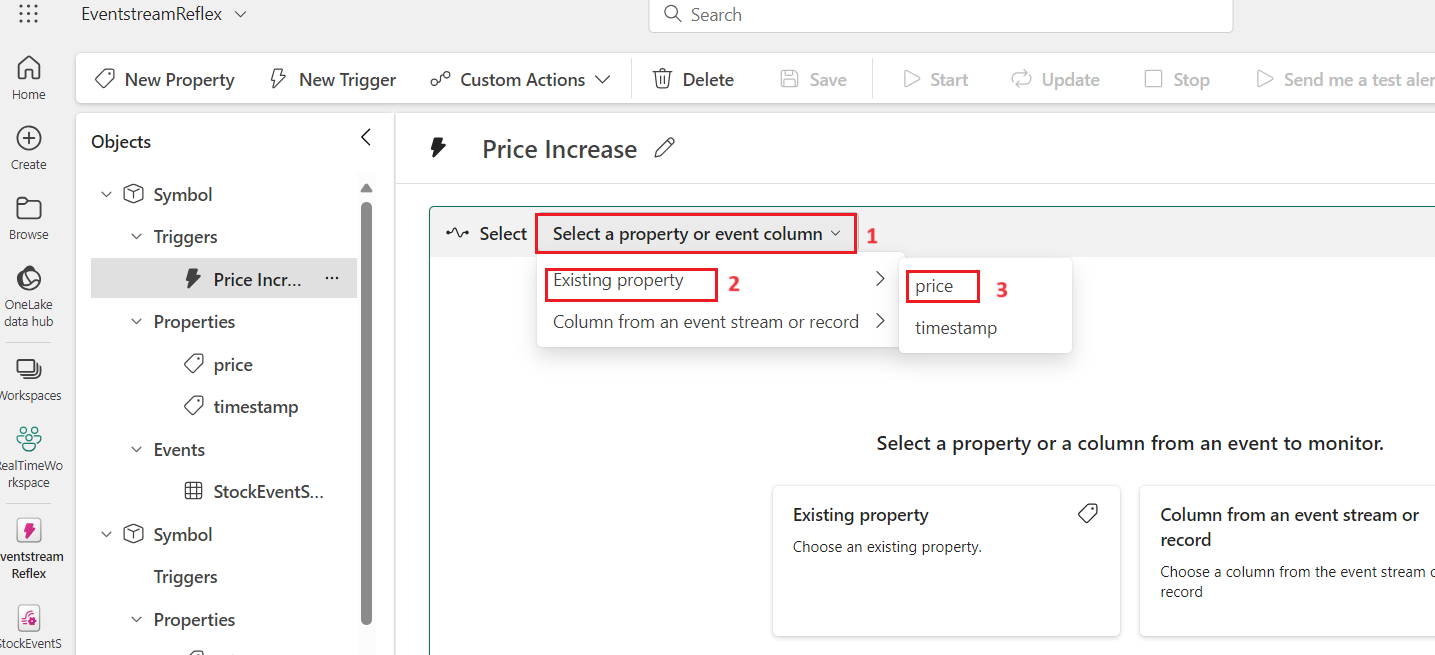 EventstreamReflex
Search
New Property
New Trigger
Custom Actions
Delete
Save
Start
Update
Stop
Send me a test aler
Home
Create
Browse
OneLake
data hub
Workspaces
RealTimeWo
rkspace
ventstream
Reflex
StockEventS
Objects
Symbol
Triggers
Price Incr...
Properties
price
timestamp
Events
StockEventS...
Symbol
Triggers
Properties
Price Increase
Select
Select a property or event column
1
Existing property
2
Column from an event stream or record
price
3
timestamp
Select a property or a column from an event to monitor.
Existing property
Choose an existing property.
Column from an event stream or
record
Choose a column from the event stream o
record